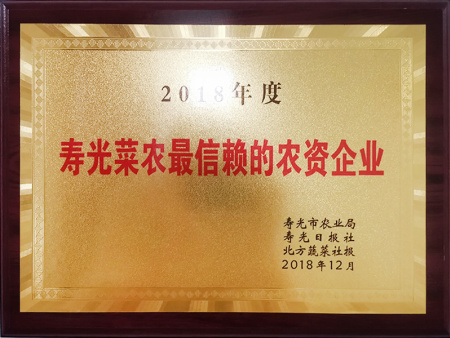 2018年度
寿光菜农最信赖的农资企业
寿光市农业局
寿光日报社
北方蔬菜社报
2018年12月